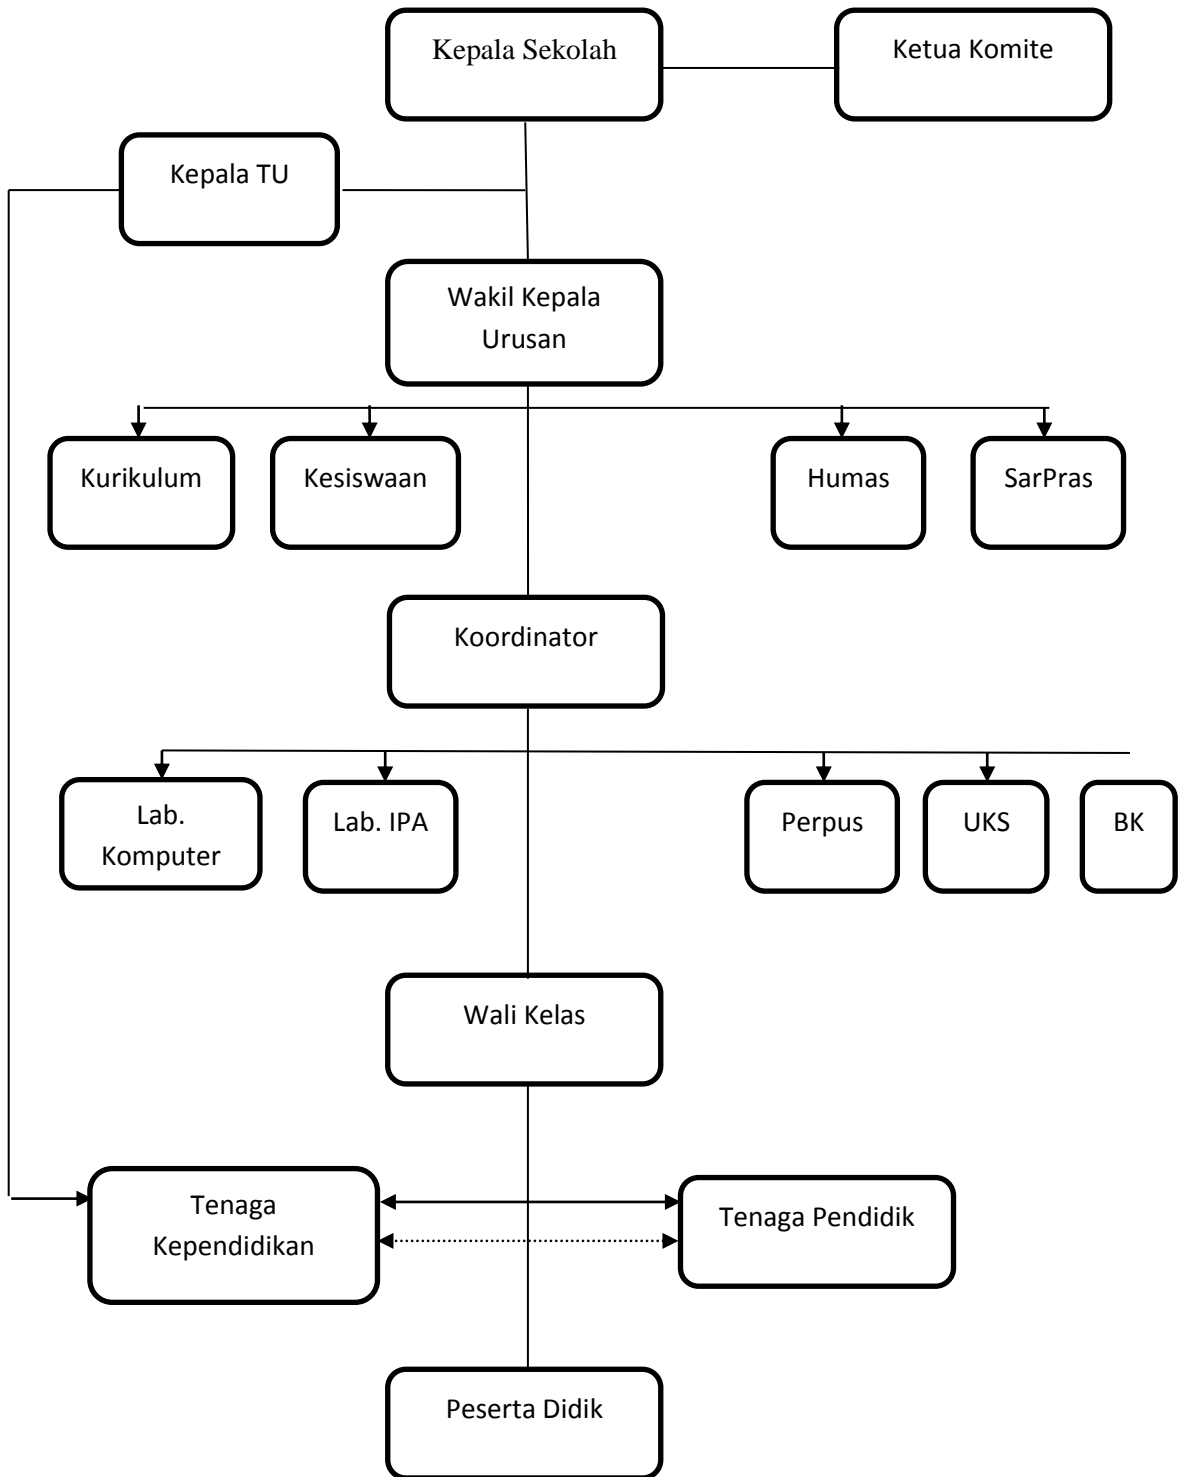 Kepala Sekolah
Ketua Komite
Kepala TU
Wakil Kepala
Urusan
Kurikulum
Kesiswaan
Humas
SarPras
Koordinator
Lab.
Komputer
Lab. IPA
Perpus
UKS
BK
Wali Kelas
Tenaga
Kependidikan
Tenaga Pendidik
Peserta Didik